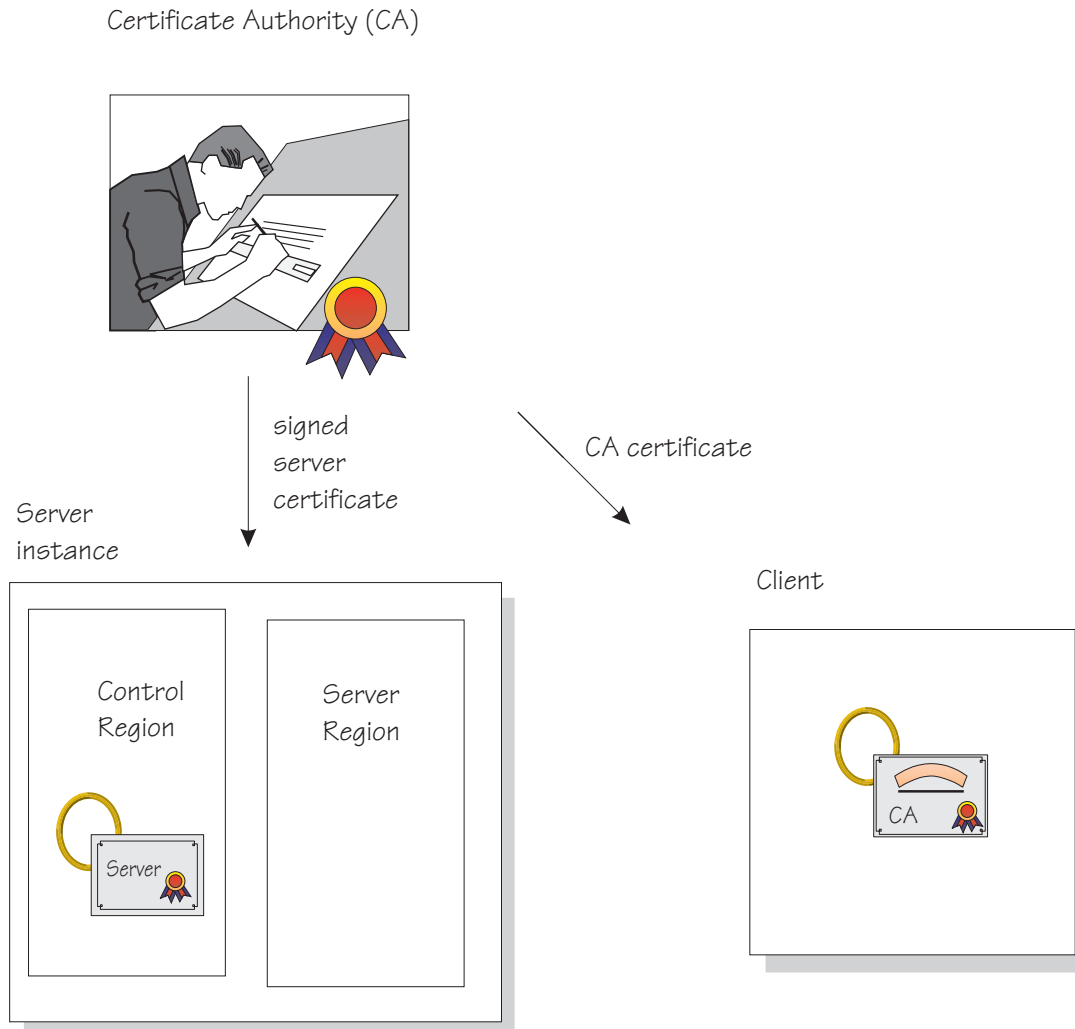 Certificate Authority (CA)
signed
server
certificate
CA certificate
Server
instance
Client
Control
Region
Server
Region
Server
CA